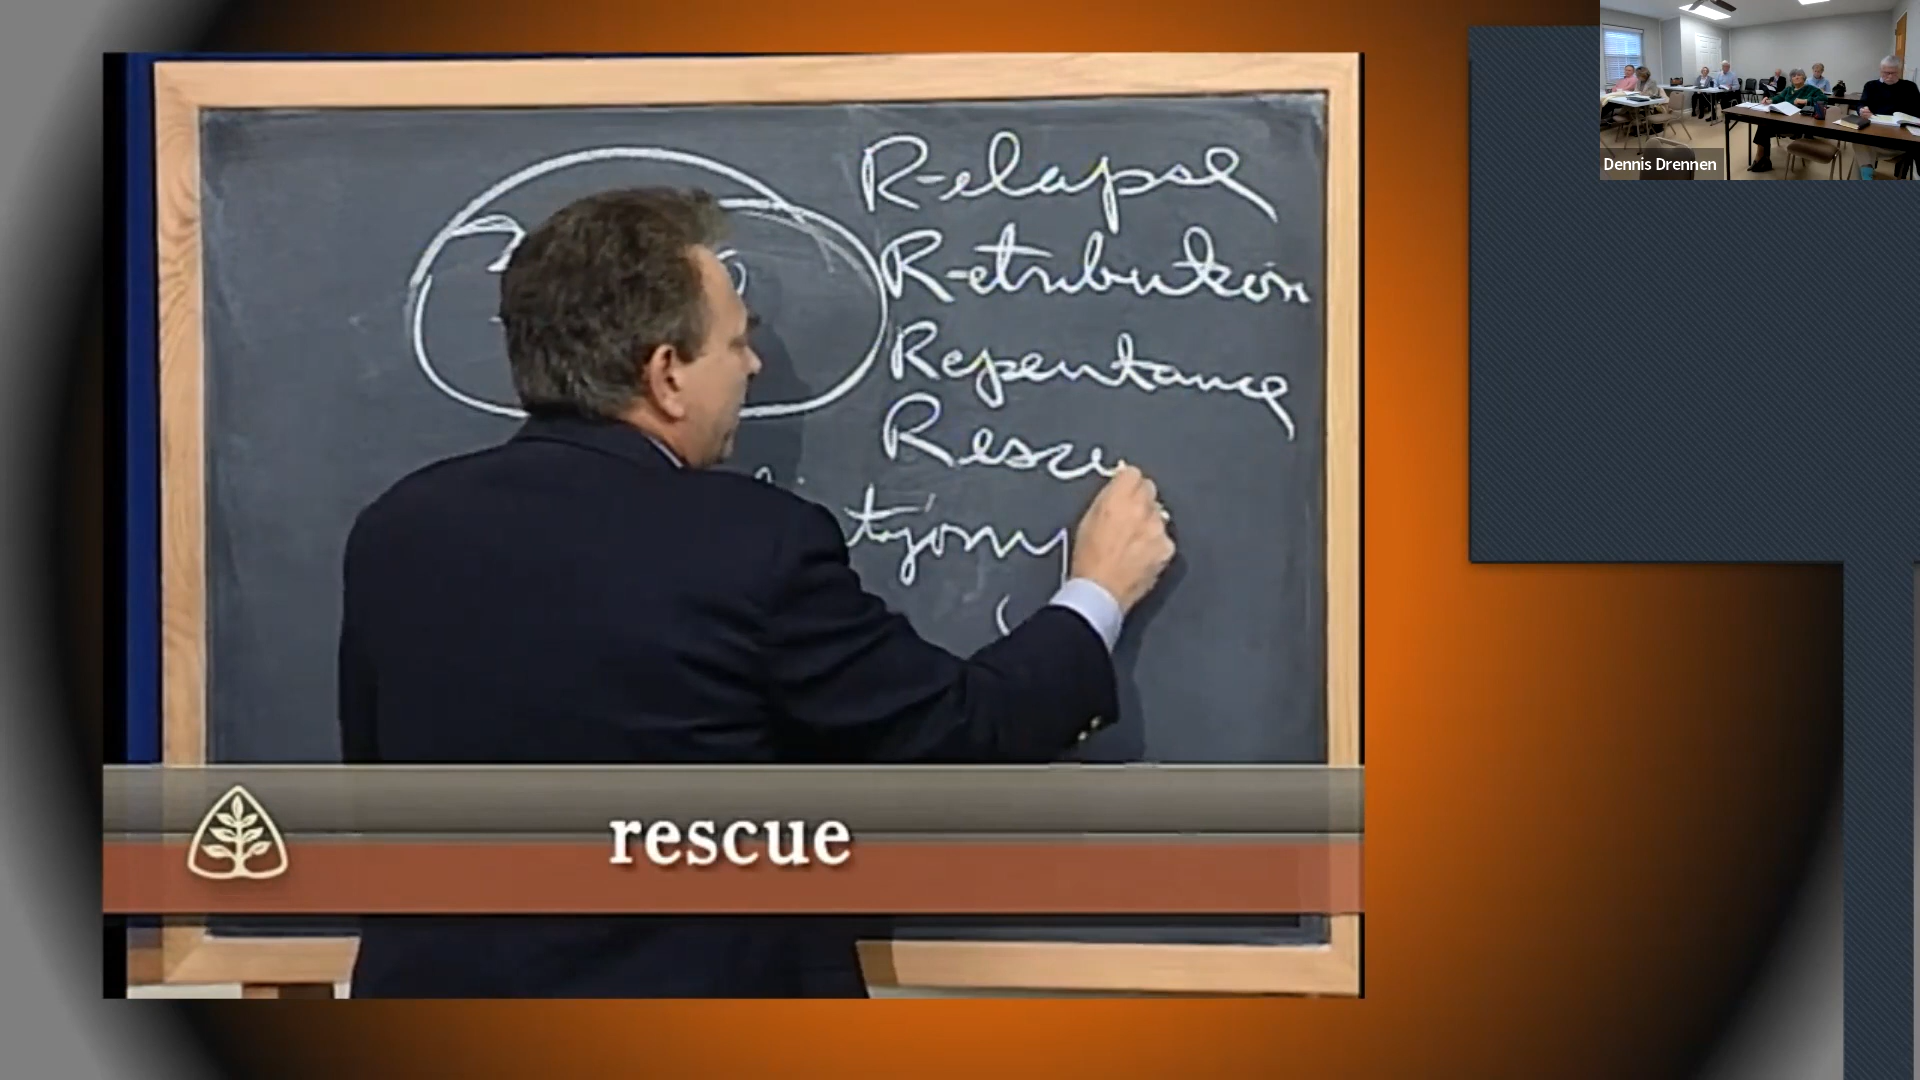 Dennis Drennen
R-elapse
R-etribution
Repentance
Rescu
rescue